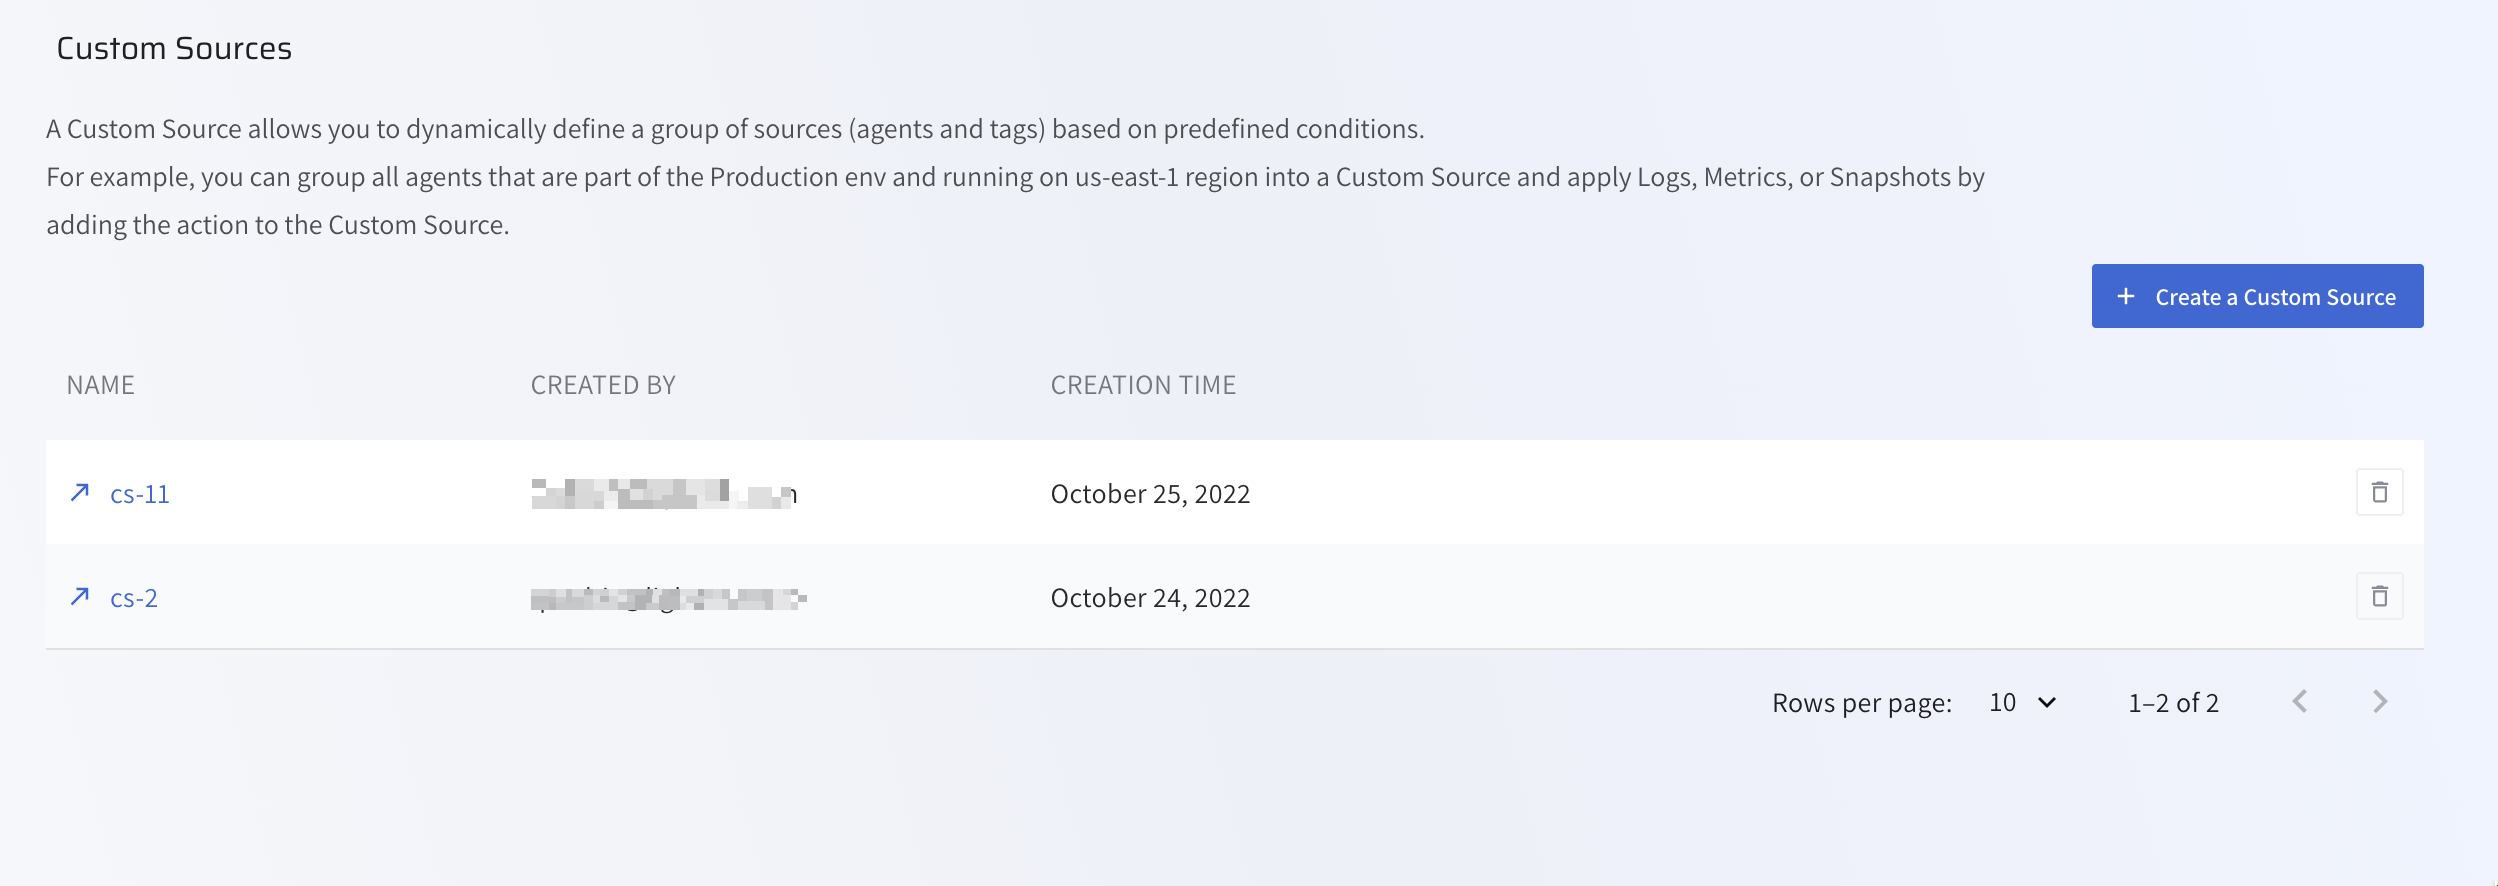 Custom Sources
A Custom Source allows you to dynamically define a group of sources (agents and tags) based on predefined conditions.
For example, you can group all agents that are part of the Production env and running on us-east-1 region into a Custom Source and apply Logs, Metrics, or Snapshots by
adding the action to the Custom Source.
+ Create a Custom Source
NAME CREATED BY CREATION TIME
cs-11 October 25, 2022
cs-2 October 24, 2022
Rows per page: 10 1–2 of 2